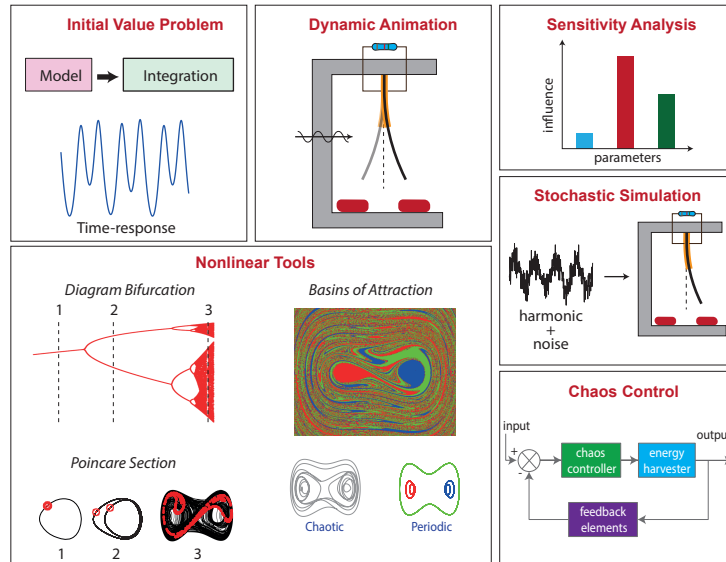 Initial Value Problem
Model
Integration
Time-response
Dynamic Animation
Sensitivity Analysis
influence
parameters
Stochastic Simulation
harmonic
+
noise
Nonlinear Tools
Diagram Bifurcation
1 2 3
Basins of Attraction
Poincare Section
1 2 3
Chaotic
Periodic
Chaos Control
input
output
+
-
chaos
controller
energy
harvester
feedback
elements